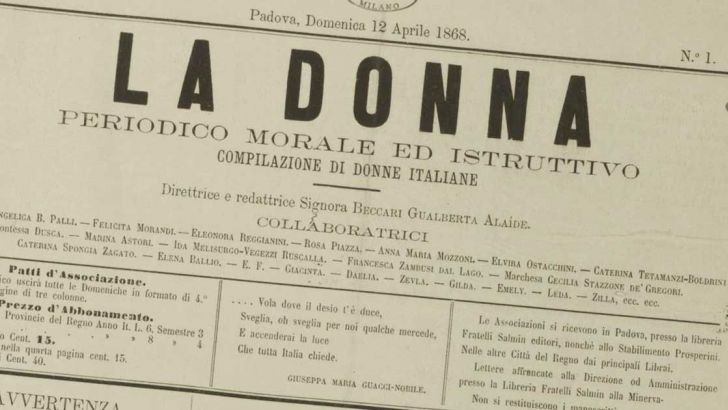 MILANO
Padova, Domenica 12 Aprile 1868.
N.º 1.
LA DONNA
PERIODICO MORALE ED ISTRUTTIVO
COMPILAZIONE DI DONNE ITALIANE
Direttrice e redattrice Signora BECCARI GUALBERTA ALAÍDE.
COLLABORATRICI
ANGELICA B. PALLI. — FELICITA MORANDI. — ELEONORA REGGIANINI. — ROSA PIAZZA. — ANNA MARIA MOZZONI. — ELVIRA OSTACCHINI. — CATERINA TETAMANZI-BOLDRINI
Contessa DUSCA. — MARINA ASTORI. — IDA MELISURGO-VEGEZZI RUSCALLA. — FRANCESCA ZAMBUSI DAL LAGO. — Marchesa CECILIA STAZZONE DE' GREGORI.
CATERINA SPONGIA ZAGATO. — ELENA BALLIO. — E. F. — GIACINTA. — DAELIA. — ZEVLA. — GILDA. — EMELY. — LEDA. — ZILLA, ecc. ecc.
Patti d'Associazione.
ico uscirà tutte le Domeniche in formato di 4.º
gine di tre colonne.
Prezzo d'Abbonamento.
Provincie del Regno Anno It. L. 6, Semestre 3
„ „ 8 „ 4
Cent. 15.
nella quarta pagina cent. 15.
Cent. 40.
. . . . Vola dove il desio t'è duce,
Sveglia, oh sveglia per noi qualche mercede,
E accenderai la luce
Che tutta Italia chiede.
GIUSEPPE MARIA GUACCI-NOBILE.
Le Associazioni si ricevono in Padova, presso la libreria
Fratelli Salmin editori, nonchè allo Stabilimento Prosperini.
Nelle altre Città del Regno dai principali Librai.
Lettere affrancate alla Direzione od Amministrazione
presso la Libreria Fratelli Salmin alla Minerva-
Non si restituiscono i
AVVERTENZA